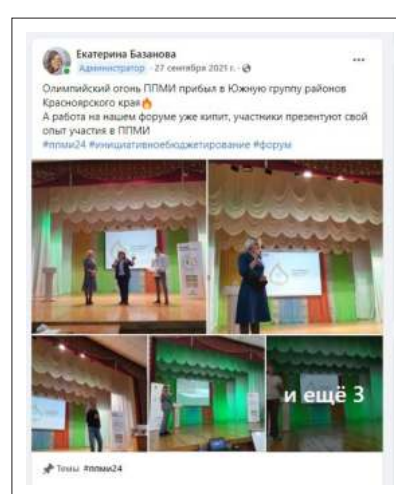 Екатерина Базанова
Администратор · 27 сентября 2021 г. ·
Олимпийский огонь ППМИ прибыл в Южную группу районов
Красноярского края🔥
А работа на нашем форуме уже кипит, участники презентуют свой
опыт участия в ППМИ
#ппми24 #инициативноебюджетирование #форум
и ещё 3
Темы #ппми24